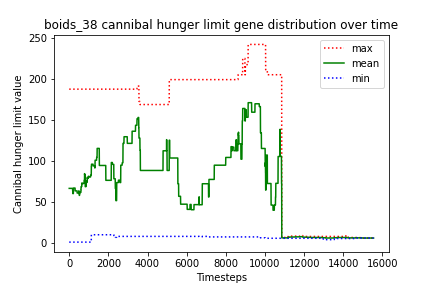 boids_38 cannibal hunger limit gene distribution over time
250
200
150
100
50
0
Cannibal hunger limit value
max
mean
min
0 2000 4000 6000 8000 10000 12000 14000 16000
Timesteps